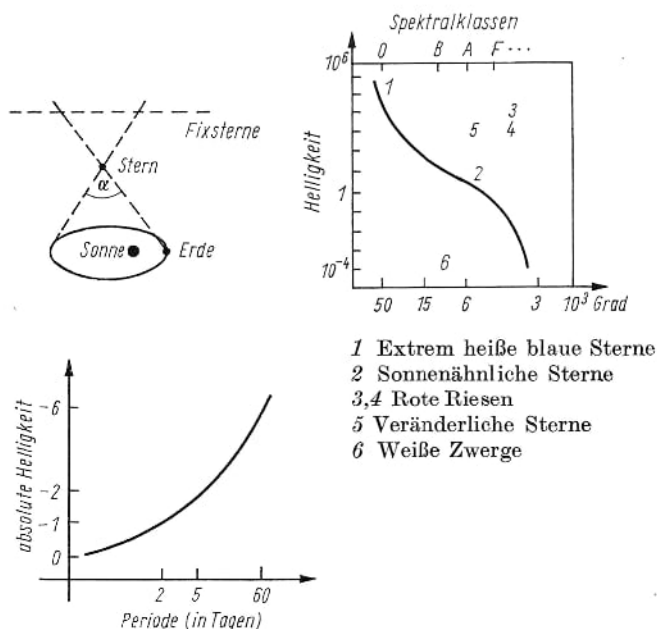 Fixsterne
Stern
α
Sonne
Erde
Spektralklassen
O B A F ...
10⁶
1
10⁻⁴
Helligkeit
1
2
3
4
5
6
50 15 6 3 10³ Grad
1 Extrem heiße blaue Sterne
2 Sonnenähnliche Sterne
3,4 Rote Riesen
5 Veränderliche Sterne
6 Weiße Zwerge
absolute Helligkeit
-6
-2
-1
0
2 5 60
Periode (in Tagen)